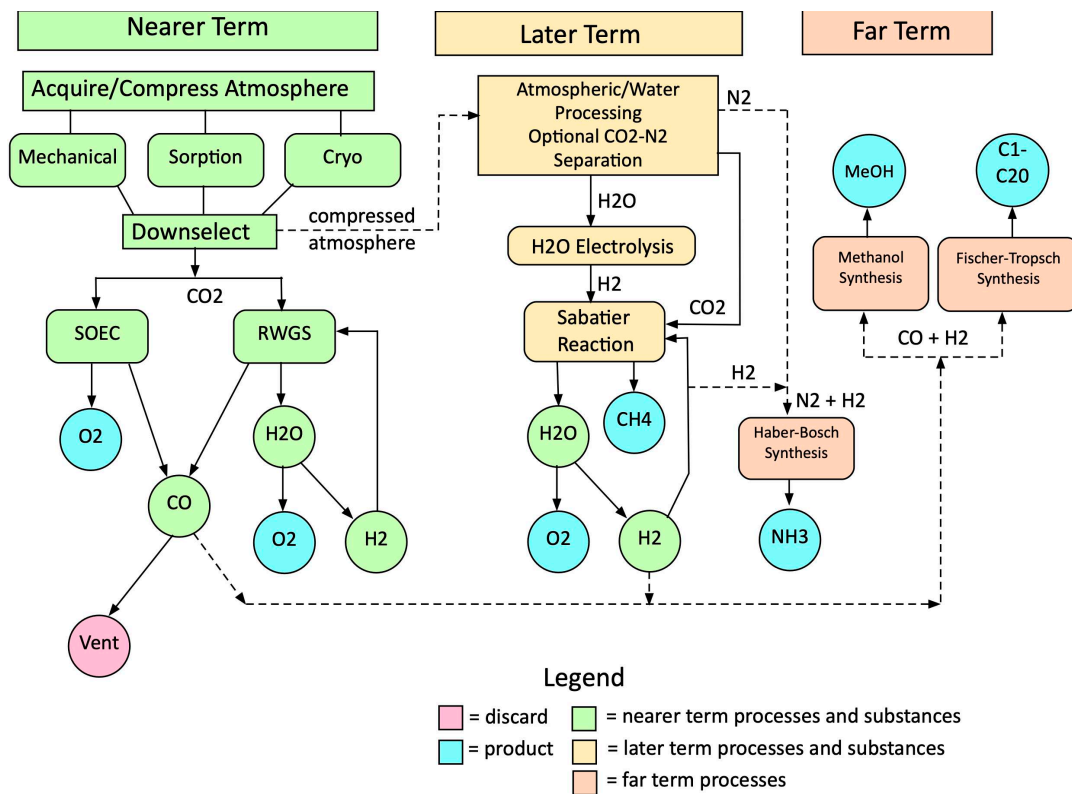 Nearer Term
Later Term
Far Term
Acquire/Compress Atmosphere
Mechanical
Sorption
Cryo
Downselect
compressed
atmosphere
CO2
SOEC
RWGS
O2
H2O
CO
O2
H2
Vent
Atmospheric/Water
Processing
Optional CO2-N2
Separation
N2
H2O
H2O Electrolysis
H2
CO2
Sabatier
Reaction
H2
H2O
CH4
O2
H2
N2 + H2
Haber-Bosch
Synthesis
NH3
MeOH
C1-
C20
Methanol
Synthesis
Fischer-Tropsch
Synthesis
CO + H2
Legend
= discard
= nearer term processes and substances
= product
= later term processes and substances
= far term processes